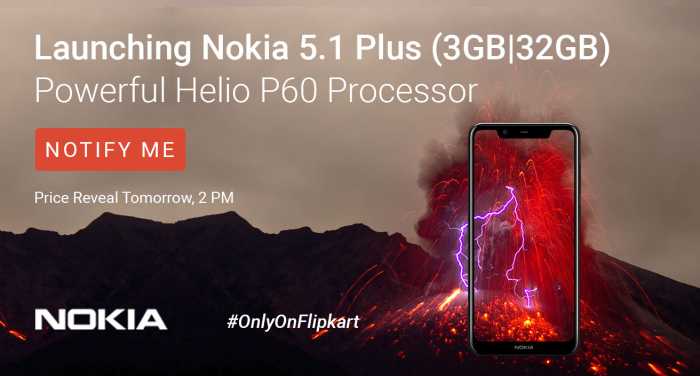 Launching Nokia 5.1 Plus (3GB|32GB)
Powerful Helio P60 Processor
NOTIFY ME
Price Reveal Tomorrow, 2 PM
NOKIA
#OnlyOnFlipkart
NOKIA